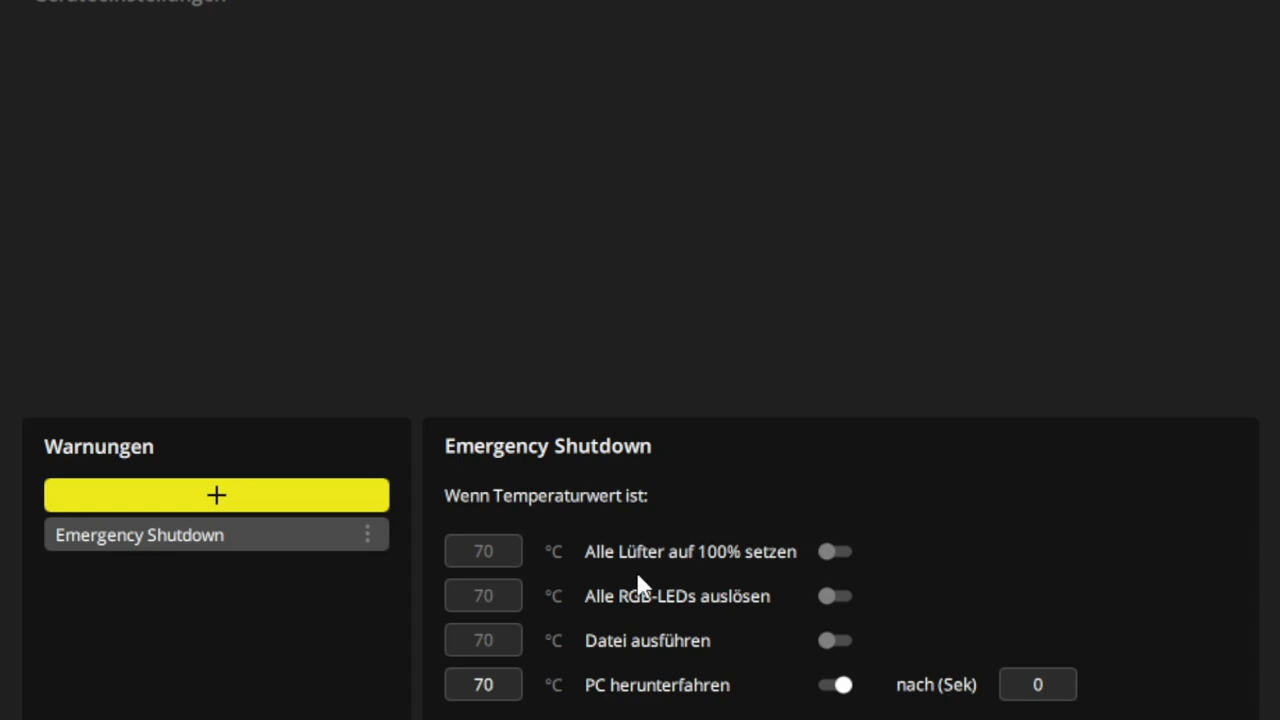 Geräteeinstellungen
Warnungen
+
Emergency Shutdown
Emergency Shutdown
Wenn Temperaturwert ist:
70 °C Alle Lüfter auf 100% setzen
70 °C Alle RGB-LEDs auslösen
70 °C Datei ausführen
70 °C PC herunterfahren nach (Sek) 0